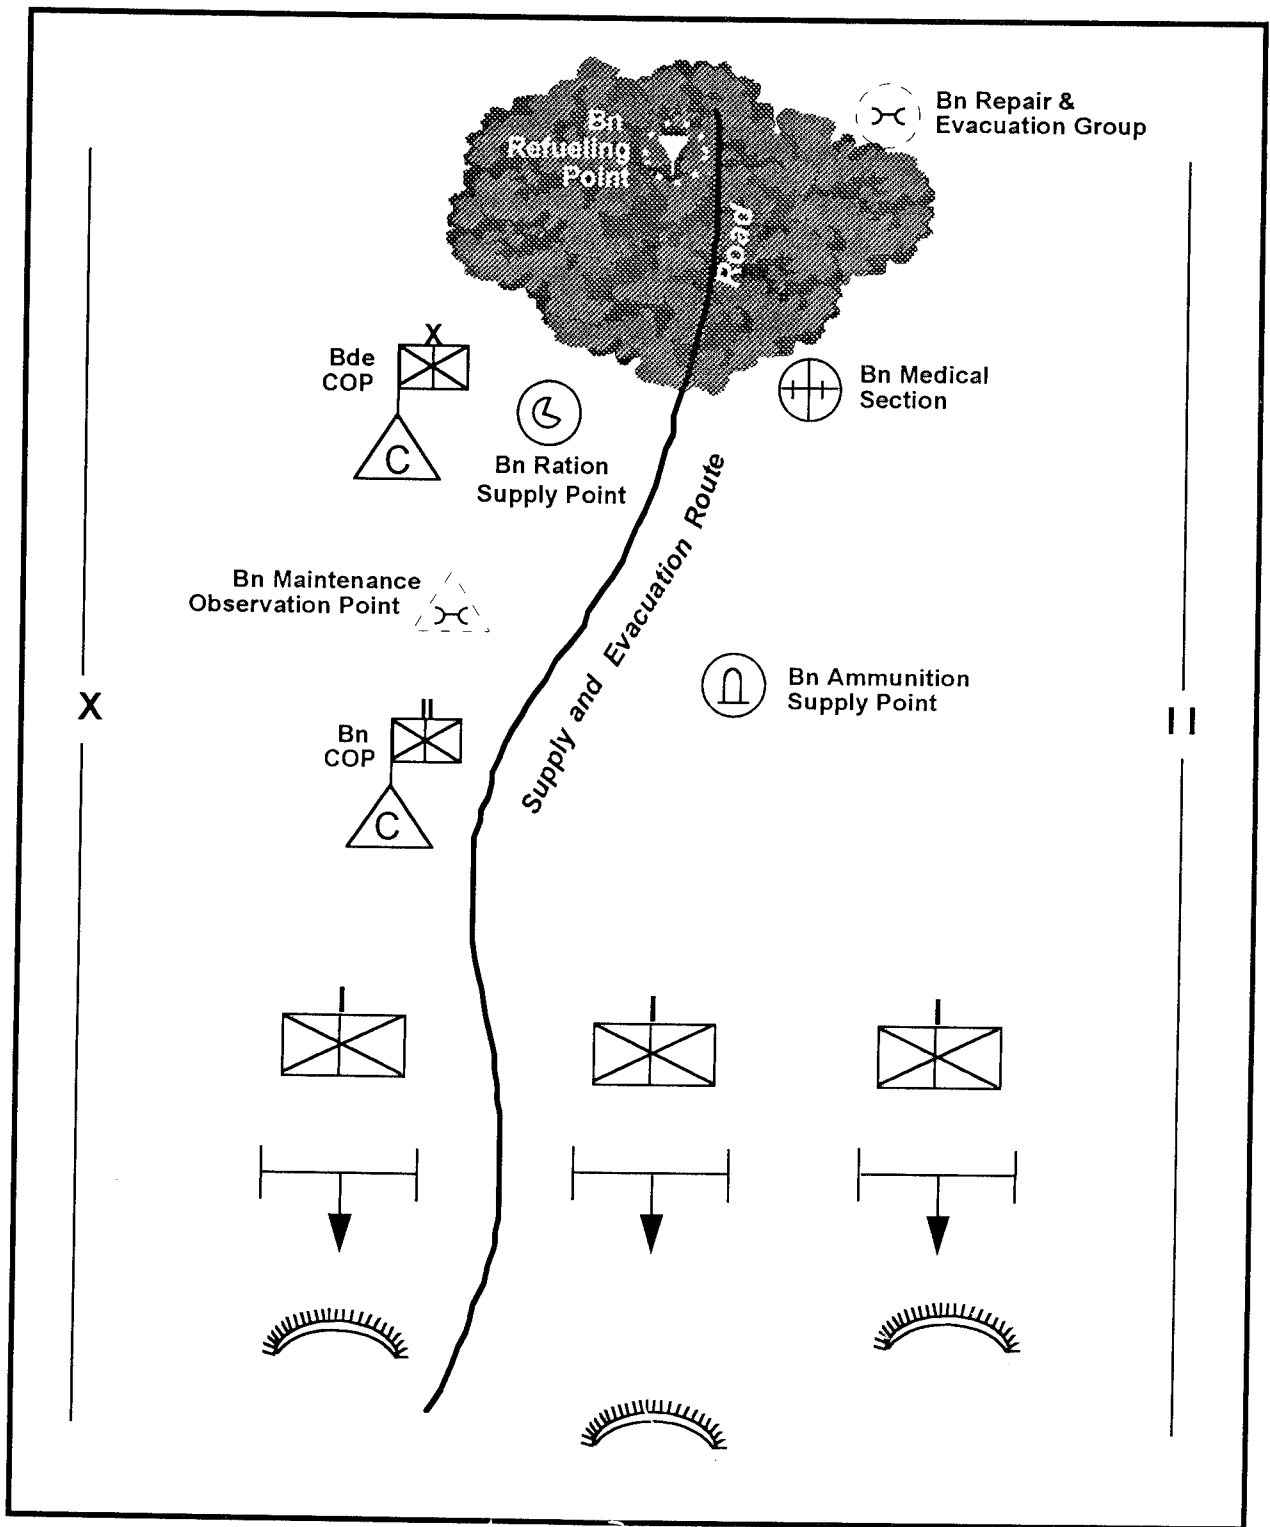 Bn Repair &
Evacuation Group
Bn
Refueling
Point
Road
X
Bde
COP
C
Bn Medical
Section
Bn Ration
Supply Point
Supply and Evacuation Route
Bn Maintenance
Observation Point
Bn Ammunition
Supply Point
X
II
II
Bn
COP
C
I
I
I